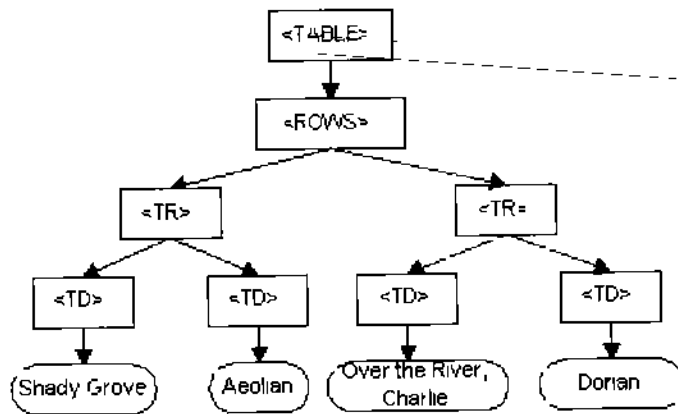 <TABLE>
<ROWS>
<TR>
<TR>
<TD>
<TD>
<TD>
<TD>
Shady Grove
Aeolian
Over the River,
Charlie
Dorian